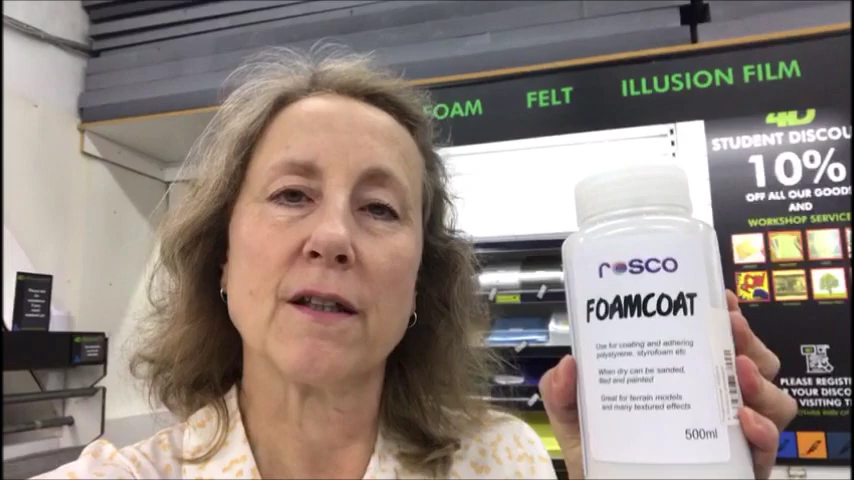 FOAM FELT ILLUSION FILM
4D
STUDENT DISCOU
10%
OFF ALL OUR GOODS
AND
WORKSHOP SERVICE
PLEASE REGIST
YOUR DISCO
VISITING T
rosco
FOAMCOAT
Use for coating and adhering
polystyrene, styrofoam etc
When dry can be sanded,
filed and painted
Great for terrain models
and many textured effects
500ml